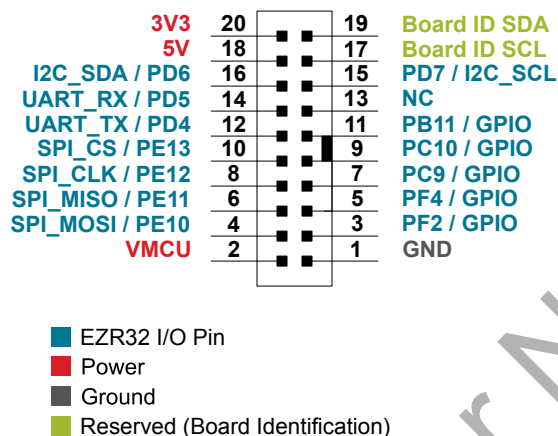 3V3 20 19 Board ID SDA
5V 18 17 Board ID SCL
I2C_SDA / PD6 16 15 PD7 / I2C_SCL
UART_RX / PD5 14 13 NC
UART_TX / PD4 12 11 PB11 / GPIO
SPI_CS / PE13 10 9 PC10 / GPIO
SPI_CLK / PE12 8 7 PC9 / GPIO
SPI_MISO / PE11 6 5 PF4 / GPIO
SPI_MOSI / PE10 4 3 PF2 / GPIO
VMCU 2 1 GND
EZR32 I/O Pin
Power
Ground
Reserved (Board Identification)